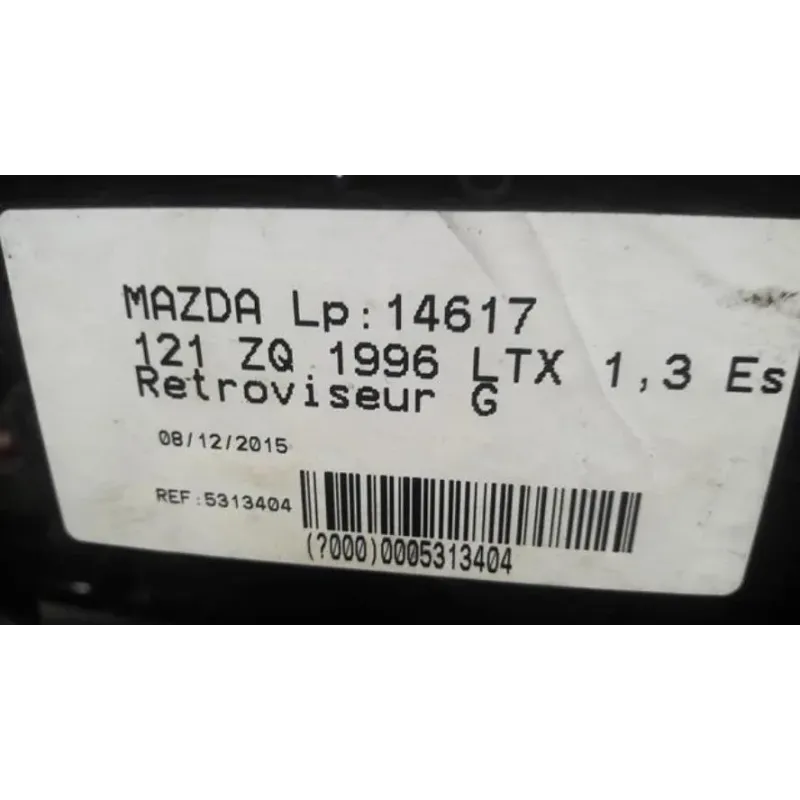 MAZDA Lp:14617
121 ZQ 1996 LTX 1,3 Es
Retroviseur G
08/12/2015
REF:5313404
(?000)0005313404